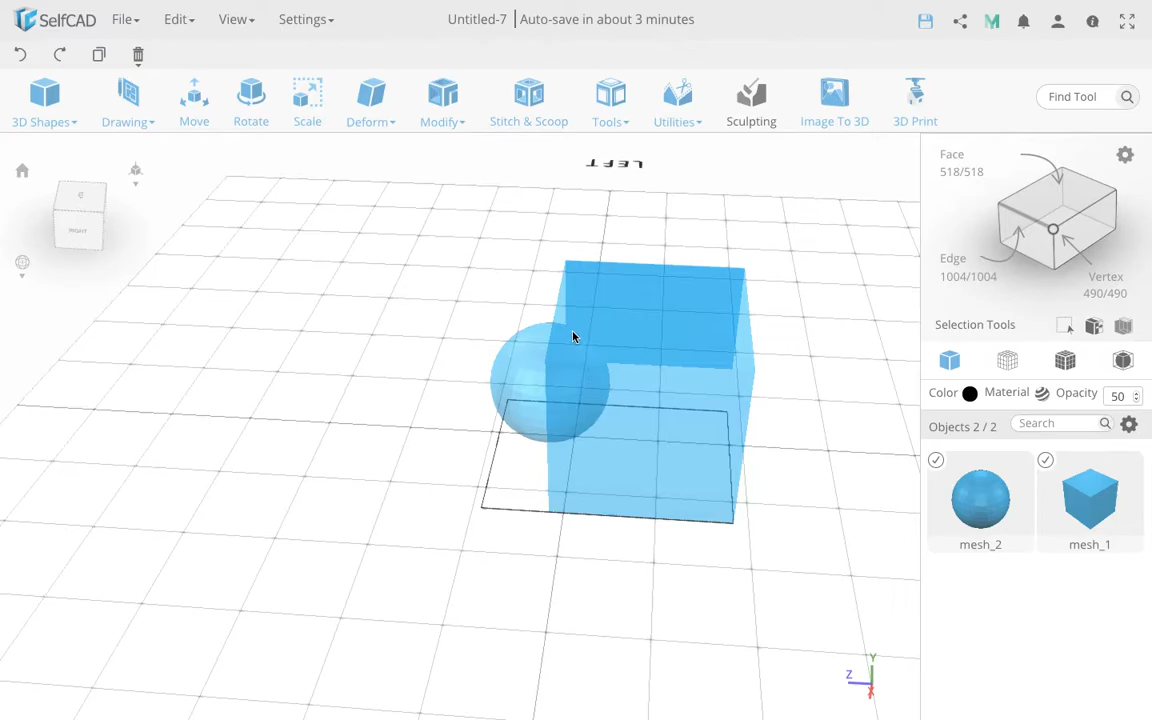 SelfCAD File Edit View Settings Untitled-7 Auto-save in about 3 minutes
3D Shapes Drawing Move Rotate Scale Deform Modify Stitch & Scoop Tools Utilities Sculpting Image To 3D 3D Print Find Tool
LEFT
RIGHT
Face
518/518
Edge
1004/1004
Vertex
490/490
Selection Tools
Color Material Opacity 50
Objects 2 / 2 Search
mesh_2 mesh_1
Y
Z
X